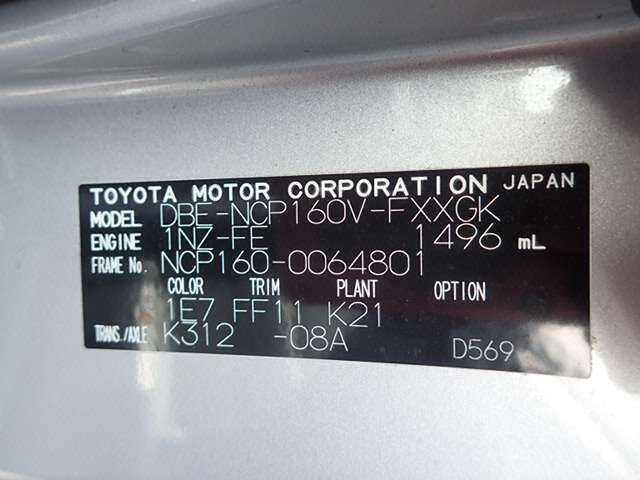 TOYOTA MOTOR CORPORATION JAPAN
MODEL DBE-NCP160V-FXXGK
ENGINE 1NZ-FE 1496 mL
FRAME No. NCP160-0064801
COLOR TRIM PLANT OPTION
1E7 FF11 K21
TRANS./AXLE K312 -08A D569